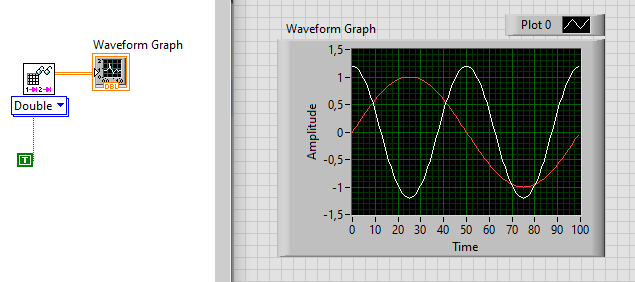 Waveform Graph
1 2
Double
DBL
T
Waveform Graph
Plot 0
1,5
1
0,5
0
-0,5
-1
-1,5
Amplitude
0 10 20 30 40 50 60 70 80 90 100
Time